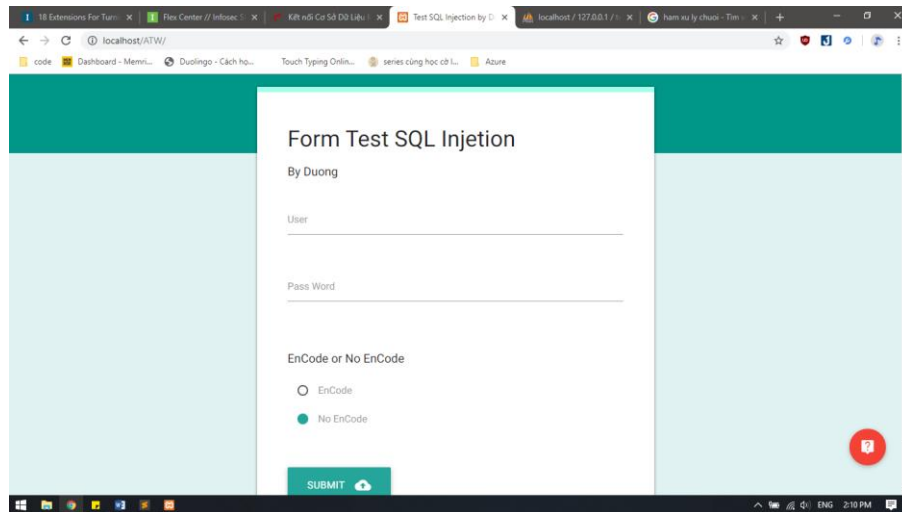 18 Extensions For Turn
Flex Center // Infosec S
Kết nối Cơ Sở Dữ Liệu
Test SQL Injection by D
localhost / 127.0.0.1 /
ham xu ly chuoi - Tim
localhost/ATW/
code
Dashboard - Memri...
Duolingo - Cách họ...
Touch Typing Onlin...
series cùng học cờ l...
Azure
Form Test SQL Injetion
By Duong
User
Pass Word
EnCode or No EnCode
EnCode
No EnCode
SUBMIT
ENG
2:10 PM